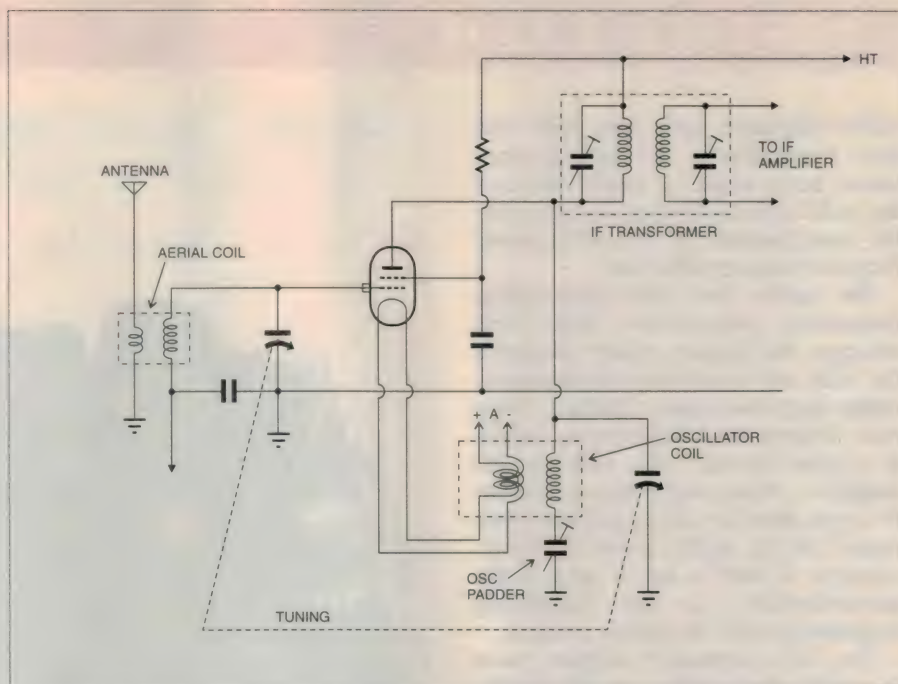 HT
ANTENNA
TO IF
AMPLIFIER
AERIAL COIL
IF TRANSFORMER
+ A -
OSCILLATOR
COIL
OSC
PADDER
TUNING